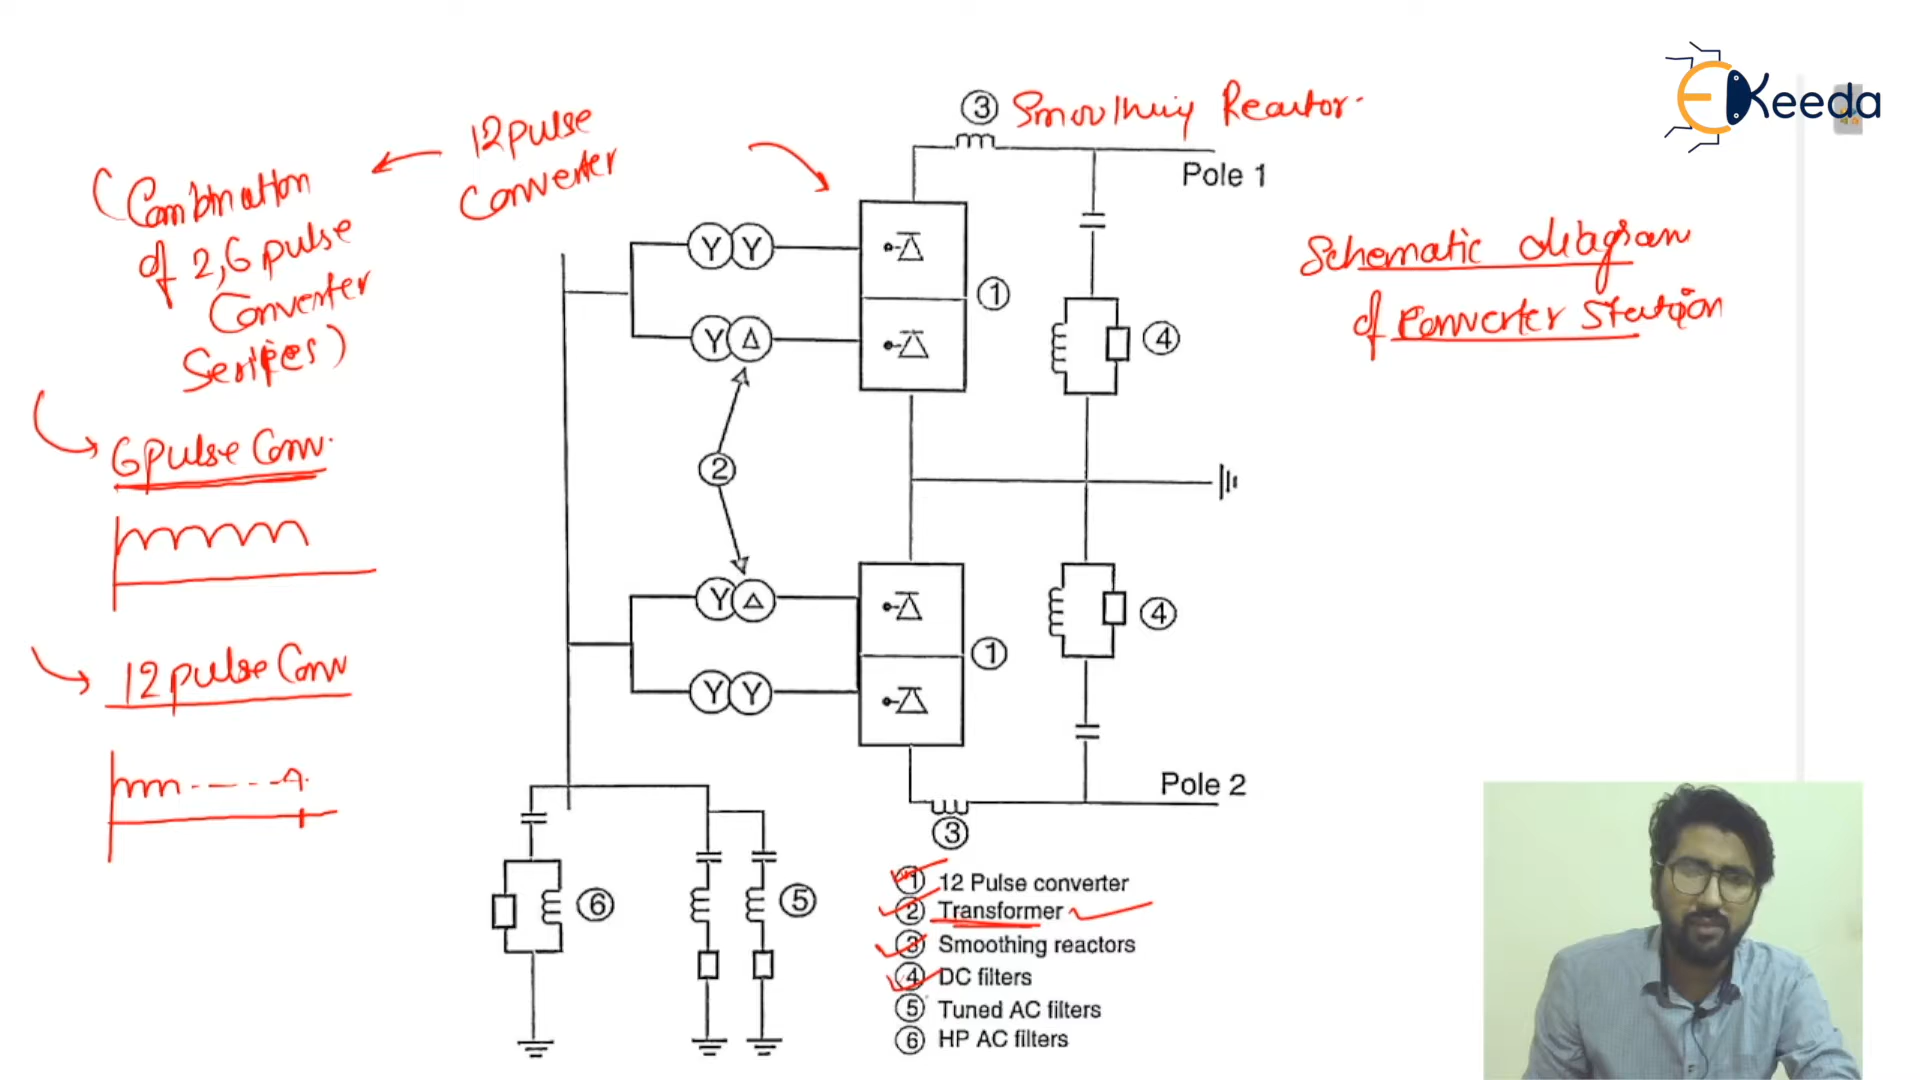 EKeeda
③ Smoothing Reactor.
Pole 1
12 pulse
Converter
(Combination
of 2, 6 pulse
Converter
Series)
Schematic diagram
of Converter Station
Y Y
①
Y Δ
④
6 pulse Conv.
②
Y Δ
④
①
12 pulse Conv
Y Y
Pole 2
③
⑥
⑤
① 12 Pulse converter
② Transformer
③ Smoothing reactors
④ DC filters
⑤ Tuned AC filters
⑥ HP AC filters